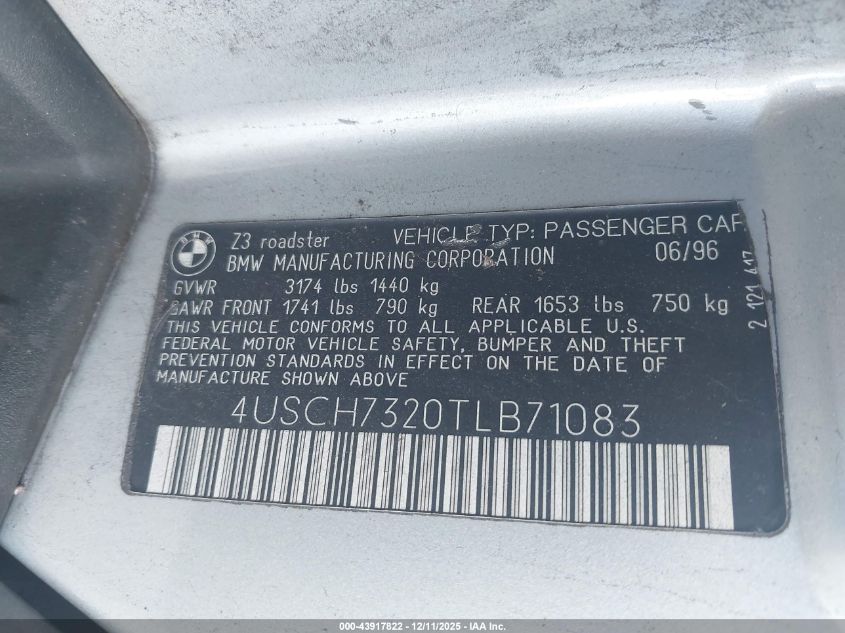 BMW
Z3 roadster VEHICLE TYP: PASSENGER CAR
BMW MANUFACTURING CORPORATION 06/96
GVWR 3174 lbs 1440 kg
GAWR FRONT 1741 lbs 790 kg REAR 1653 lbs 750 kg
THIS VEHICLE CONFORMS TO ALL APPLICABLE U.S.
FEDERAL MOTOR VEHICLE SAFETY, BUMPER AND THEFT
PREVENTION STANDARDS IN EFFECT ON THE DATE OF
MANUFACTURE SHOWN ABOVE
4USCH7320TLB71083
2 121 617
000-43917822 - 12/11/2025 - IAA Inc.